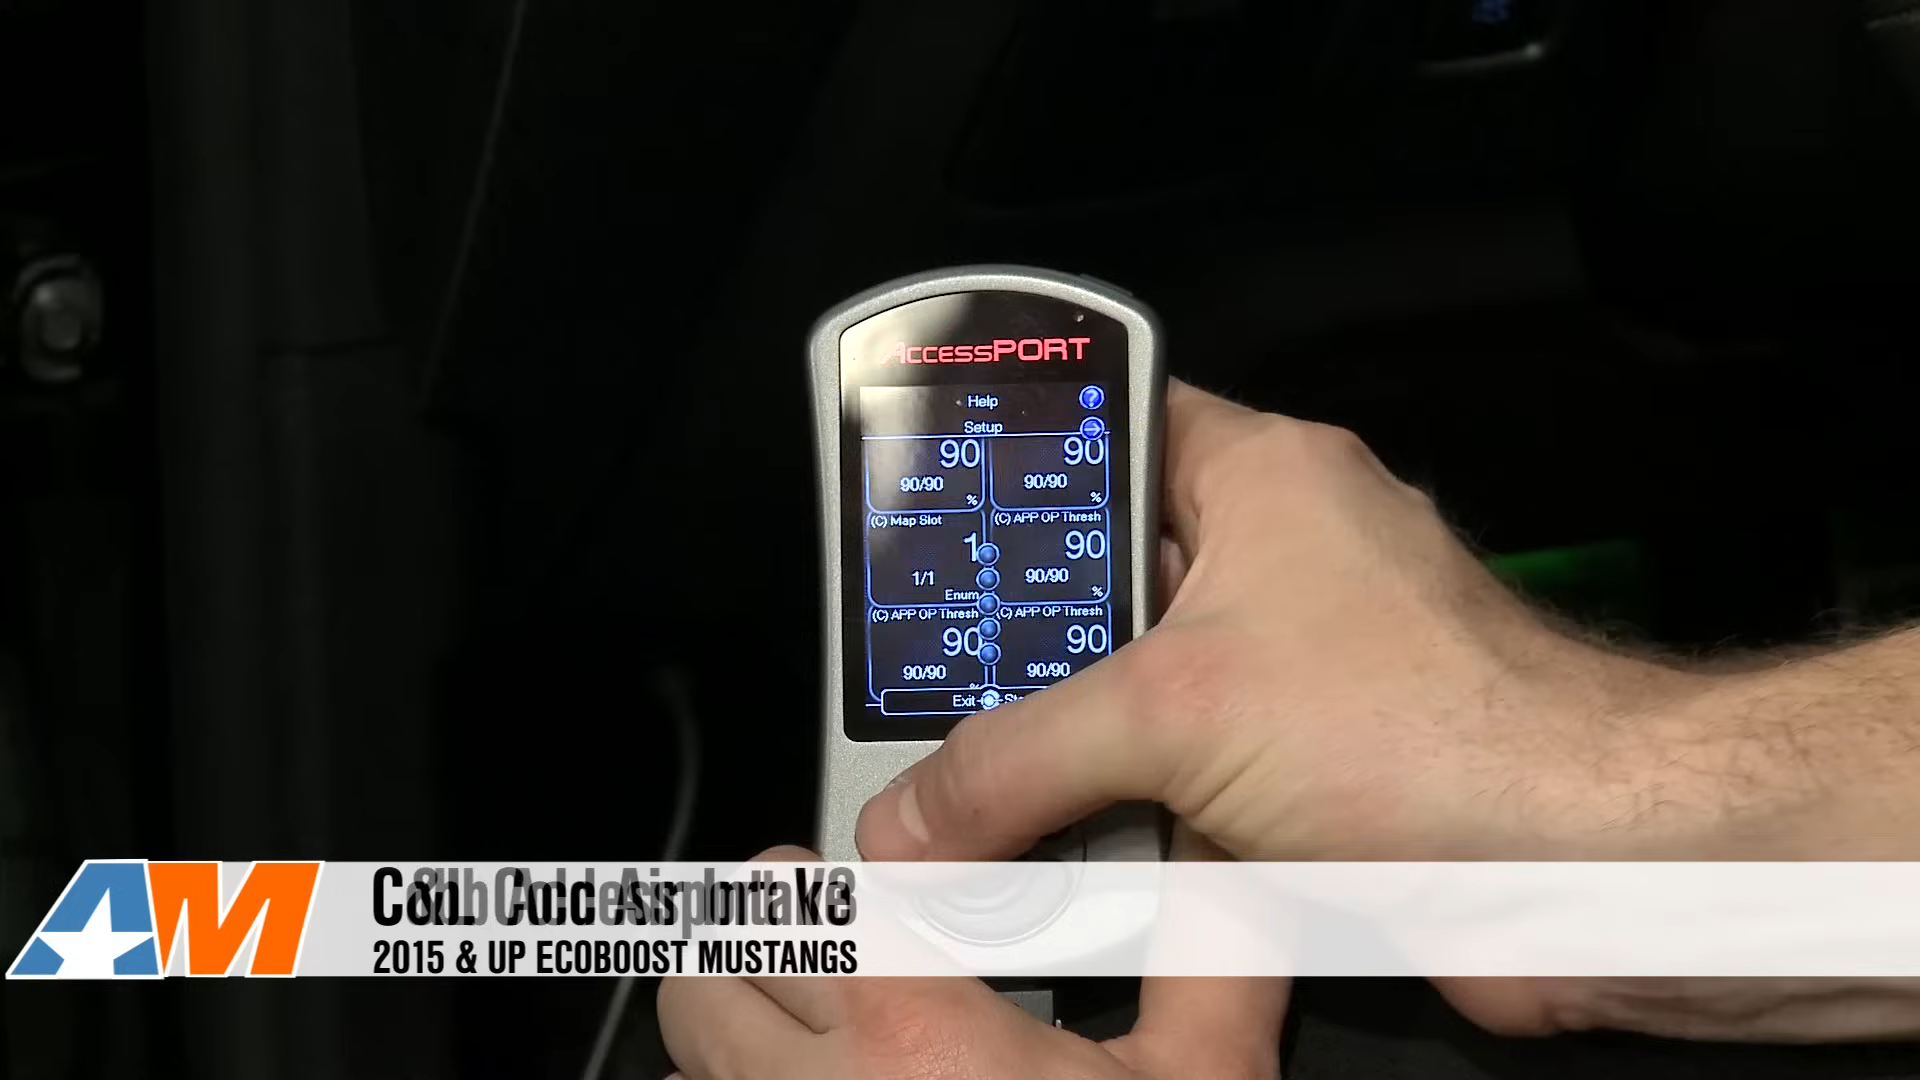 AccessPORT
Help
Setup
90 90
90/90 90/90
% %
(C) Map Slot (C) APP OP Thresh
1 90
1/1 90/90
Enum %
(C) APP OP Thresh (C) APP OP Thresh
90 90
90/90 90/90
%
Exit
AM
2015 & UP ECOBOOST MUSTANGS